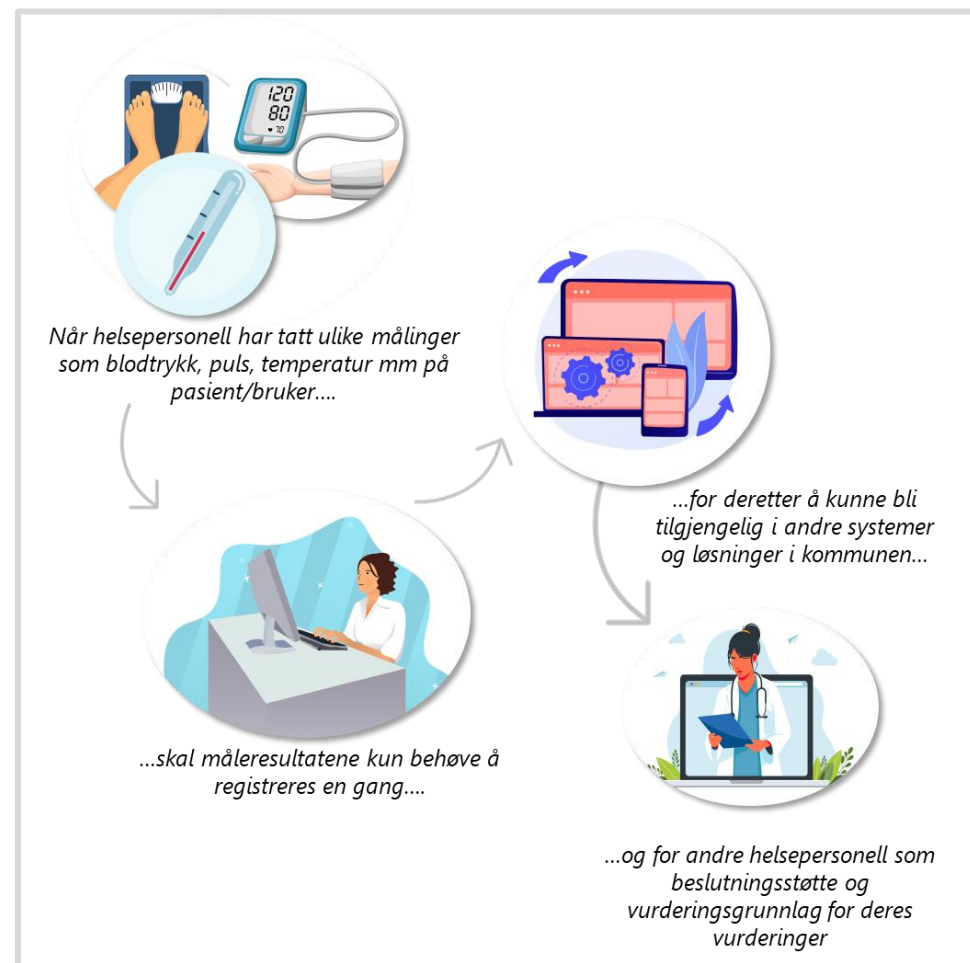 120
80
70
Når helsepersonell har tatt ulike målinger
som blodtrykk, puls, temperatur mm på
pasient/bruker….
…skal måleresultatene kun behøve å
registreres en gang….
…for deretter å kunne bli
tilgjengelig i andre systemer
og løsninger i kommunen…
…og for andre helsepersonell som
beslutningsstøtte og
vurderingsgrunnlag for deres
vurderinger